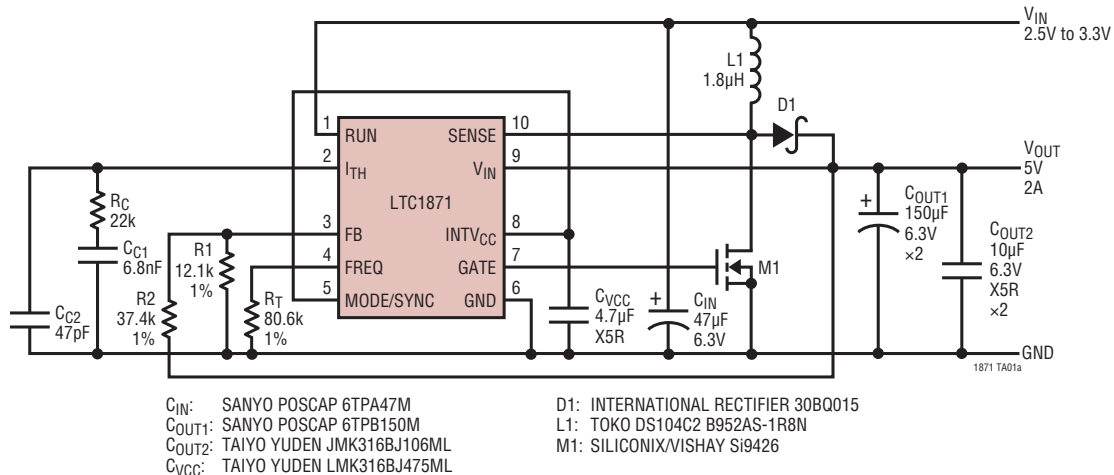 VIN
2.5V to 3.3V
L1
1.8µH
D1
1
RUN
SENSE
10
2
ITH
VIN
9
VOUT
5V
2A
LTC1871
RC
22k
3
FB
INTVCC
8
COUT1
150µF
6.3V
×2
+
CC1
6.8nF
R1
12.1k
1%
4
FREQ
GATE
7
M1
COUT2
10µF
6.3V
X5R
×2
5
MODE/SYNC
GND
6
CC2
47pF
R2
37.4k
1%
RT
80.6k
1%
CVCC
4.7µF
X5R
+
CIN
47µF
6.3V
GND
1871 TA01a
CIN: SANYO POSCAP 6TPA47M
COUT1: SANYO POSCAP 6TPB150M
COUT2: TAIYO YUDEN JMK316BJ106ML
CVCC: TAIYO YUDEN LMK316BJ475ML
D1: INTERNATIONAL RECTIFIER 30BQ015
L1: TOKO DS104C2 B952AS-1R8N
M1: SILICONIX/VISHAY Si9426